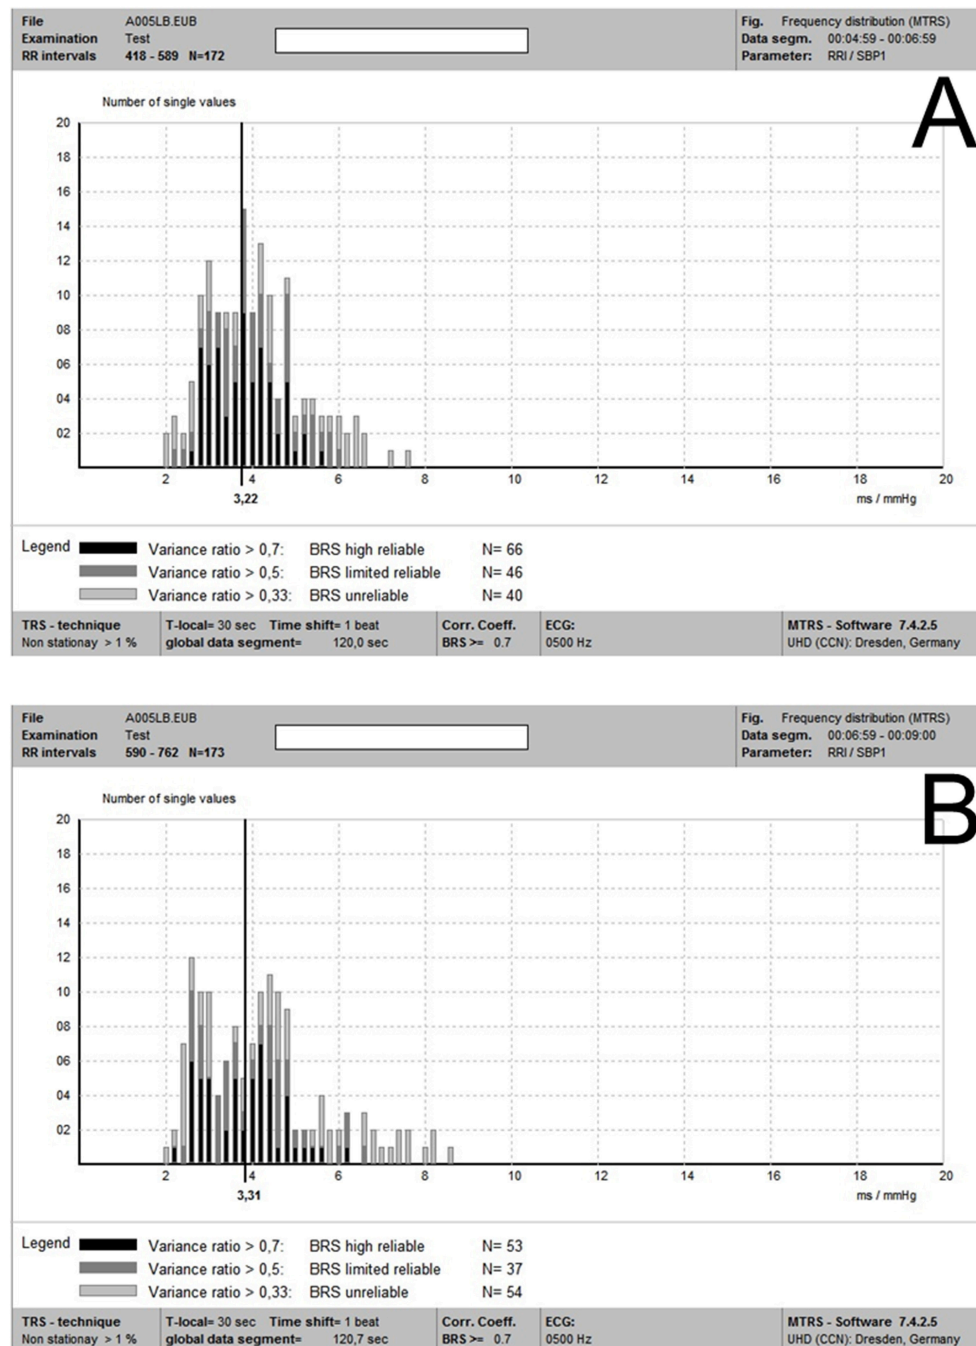 File A005LB.EUB
Examination Test
RR intervals 418 - 589 N=172
Fig. Frequency distribution (MTRS)
Data segm. 00:04:59 - 00:06:59
Parameter: RRI / SBP1
A
Number of single values
20
18
16
14
12
10
08
06
04
02
2 4 6 8 10 12 14 16 18 20
3,22
ms / mmHg
Legend Variance ratio > 0,7: BRS high reliable N= 66
Variance ratio > 0,5: BRS limited reliable N= 46
Variance ratio > 0,33: BRS unreliable N= 40
TRS - technique T-local= 30 sec Time shift= 1 beat Corr. Coeff. ECG: MTRS - Software 7.4.2.5
Non stationay > 1 % global data segment= 120,0 sec BRS >= 0.7 0500 Hz UHD (CCN): Dresden, Germany
File A005LB.EUB
Examination Test
RR intervals 590 - 762 N=173
Fig. Frequency distribution (MTRS)
Data segm. 00:06:59 - 00:09:00
Parameter: RRI / SBP1
B
Number of single values
20
18
16
14
12
10
08
06
04
02
2 4 6 8 10 12 14 16 18 20
3,31
ms / mmHg
Legend Variance ratio > 0,7: BRS high reliable N= 53
Variance ratio > 0,5: BRS limited reliable N= 37
Variance ratio > 0,33: BRS unreliable N= 54
TRS - technique T-local= 30 sec Time shift= 1 beat Corr. Coeff. ECG: MTRS - Software 7.4.2.5
Non stationay > 1 % global data segment= 120,7 sec BRS >= 0.7 0500 Hz UHD (CCN): Dresden, Germany